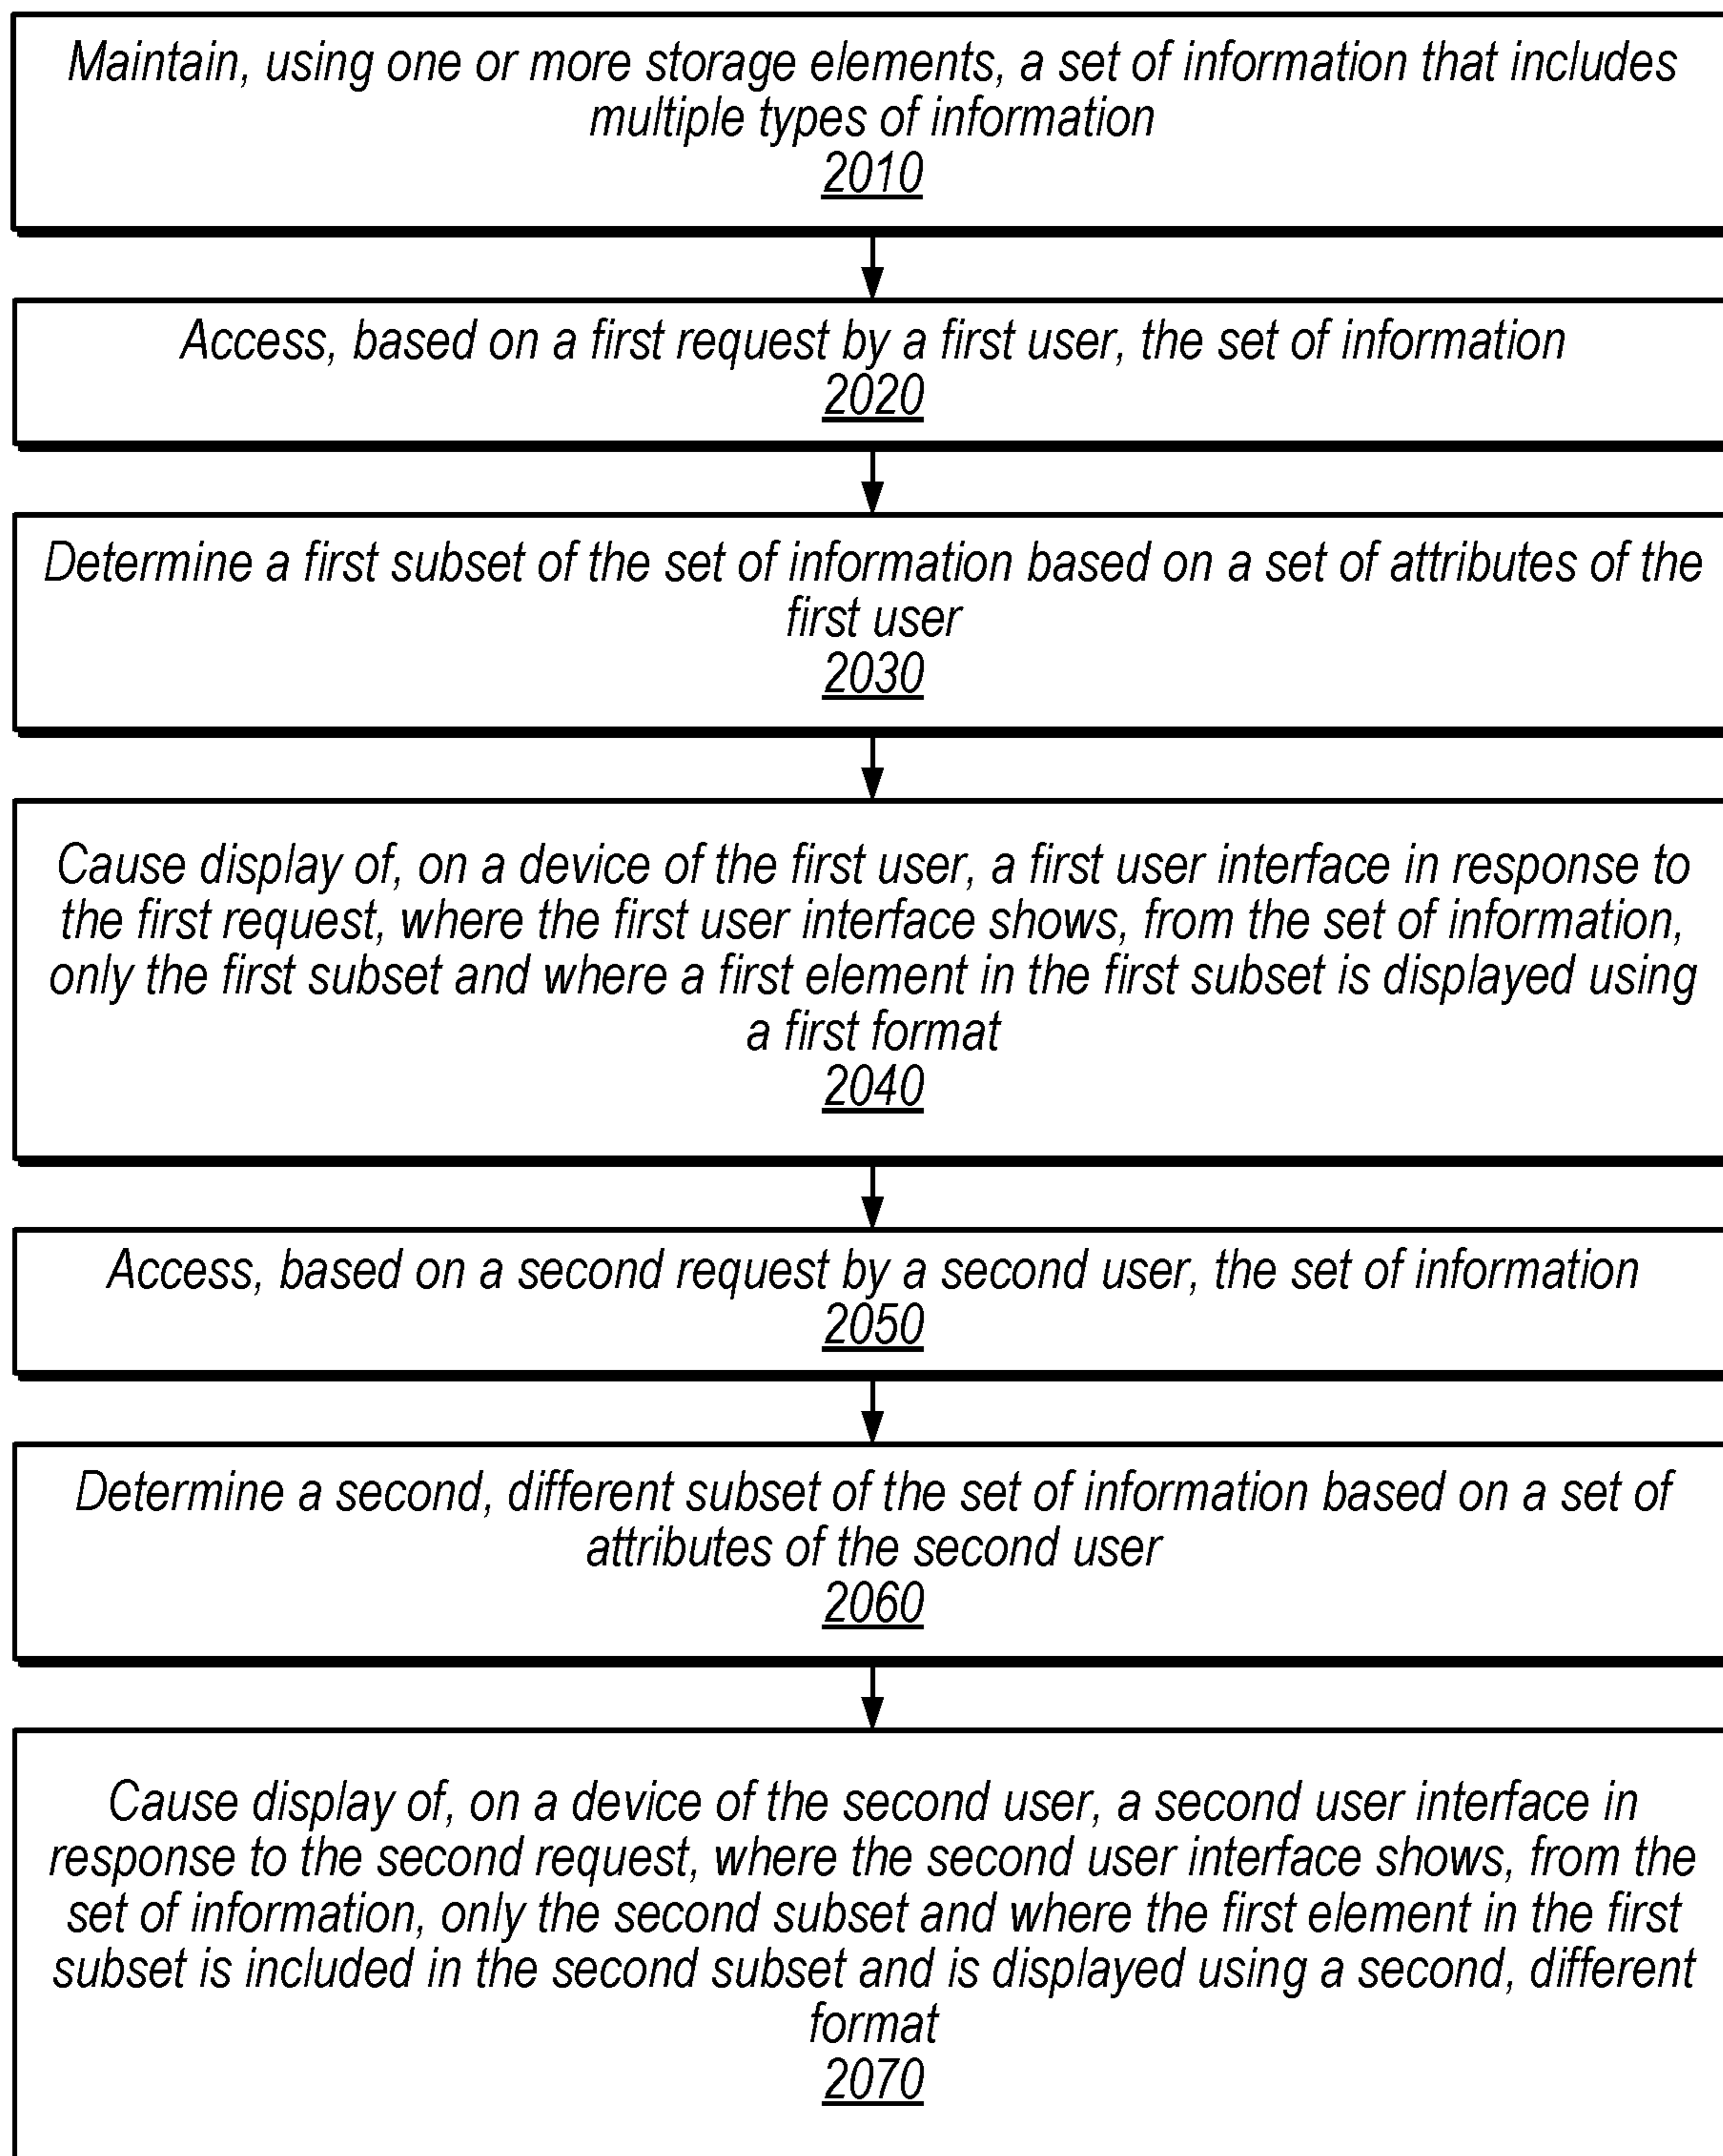 Maintain, using one or more storage elements, a set of information that includes
multiple types of information
2010
Access, based on a first request by a first user, the set of information
2020
Determine a first subset of the set of information based on a set of attributes of the
first user
2030
Cause display of, on a device of the first user, a first user interface in response to
the first request, where the first user interface shows, from the set of information,
only the first subset and where a first element in the first subset is displayed using
a first format
2040
Access, based on a second request by a second user, the set of information
2050
Determine a second, different subset of the set of information based on a set of
attributes of the second user
2060
Cause display of, on a device of the second user, a second user interface in
response to the second request, where the second user interface shows, from the
set of information, only the second subset and where the first element in the first
subset is included in the second subset and is displayed using a second, different
format
2070